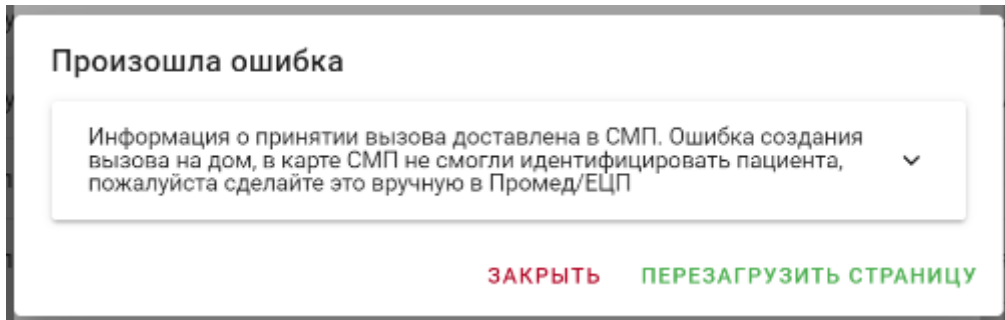 Произошла ошибка
Информация о принятии вызова доставлена в СМП. Ошибка создания
вызова на дом, в карте СМП не смогли идентифицировать пациента,
пожалуйста сделайте это вручную в Промед/ЕЦП
ЗАКРЫТЬ ПЕРЕЗАГРУЗИТЬ СТРАНИЦУ